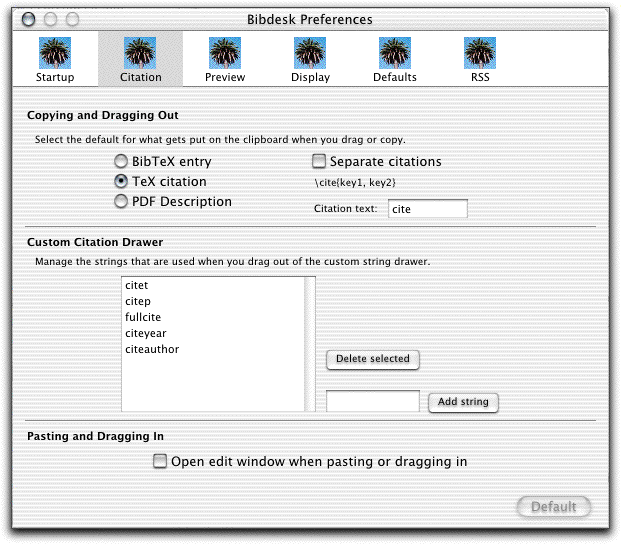 Bibdesk Preferences
Startup Citation Preview Display Defaults RSS
Copying and Dragging Out
Select the default for what gets put on the clipboard when you drag or copy.
BibTeX entry Separate citations
TeX citation \cite{key1, key2}
PDF Description Citation text: cite
Custom Citation Drawer
Manage the strings that are used when you drag out of the custom string drawer.
citet
citep
fullcite
citeyear
citeauthor
Delete selected
Add string
Pasting and Dragging In
Open edit window when pasting or dragging in
Default